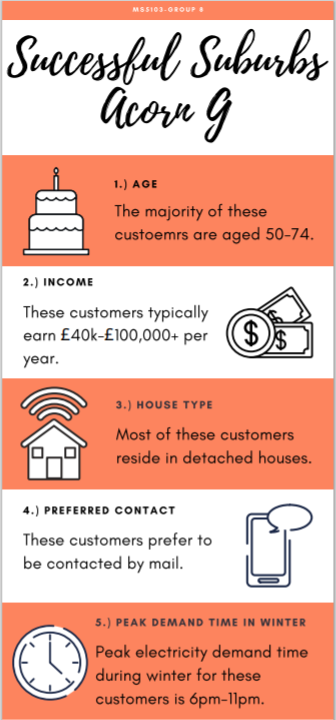 MG5103-GROUP 8
Successful Suburbs
Acorn G
1.) AGE
The majority of these
custoemrs are aged 50-74.
2.) INCOME
These customers typically
earn £40k-£100,000+ per
year.
$
$
3.) HOUSE TYPE
Most of these customers
reside in detached houses.
4.) PREFERRED CONTACT
These customers prefer to
be contacted by mail.
5.) PEAK DEMAND TIME IN WINTER
Peak electricity demand time
during winter for these
customers is 6pm-11pm.